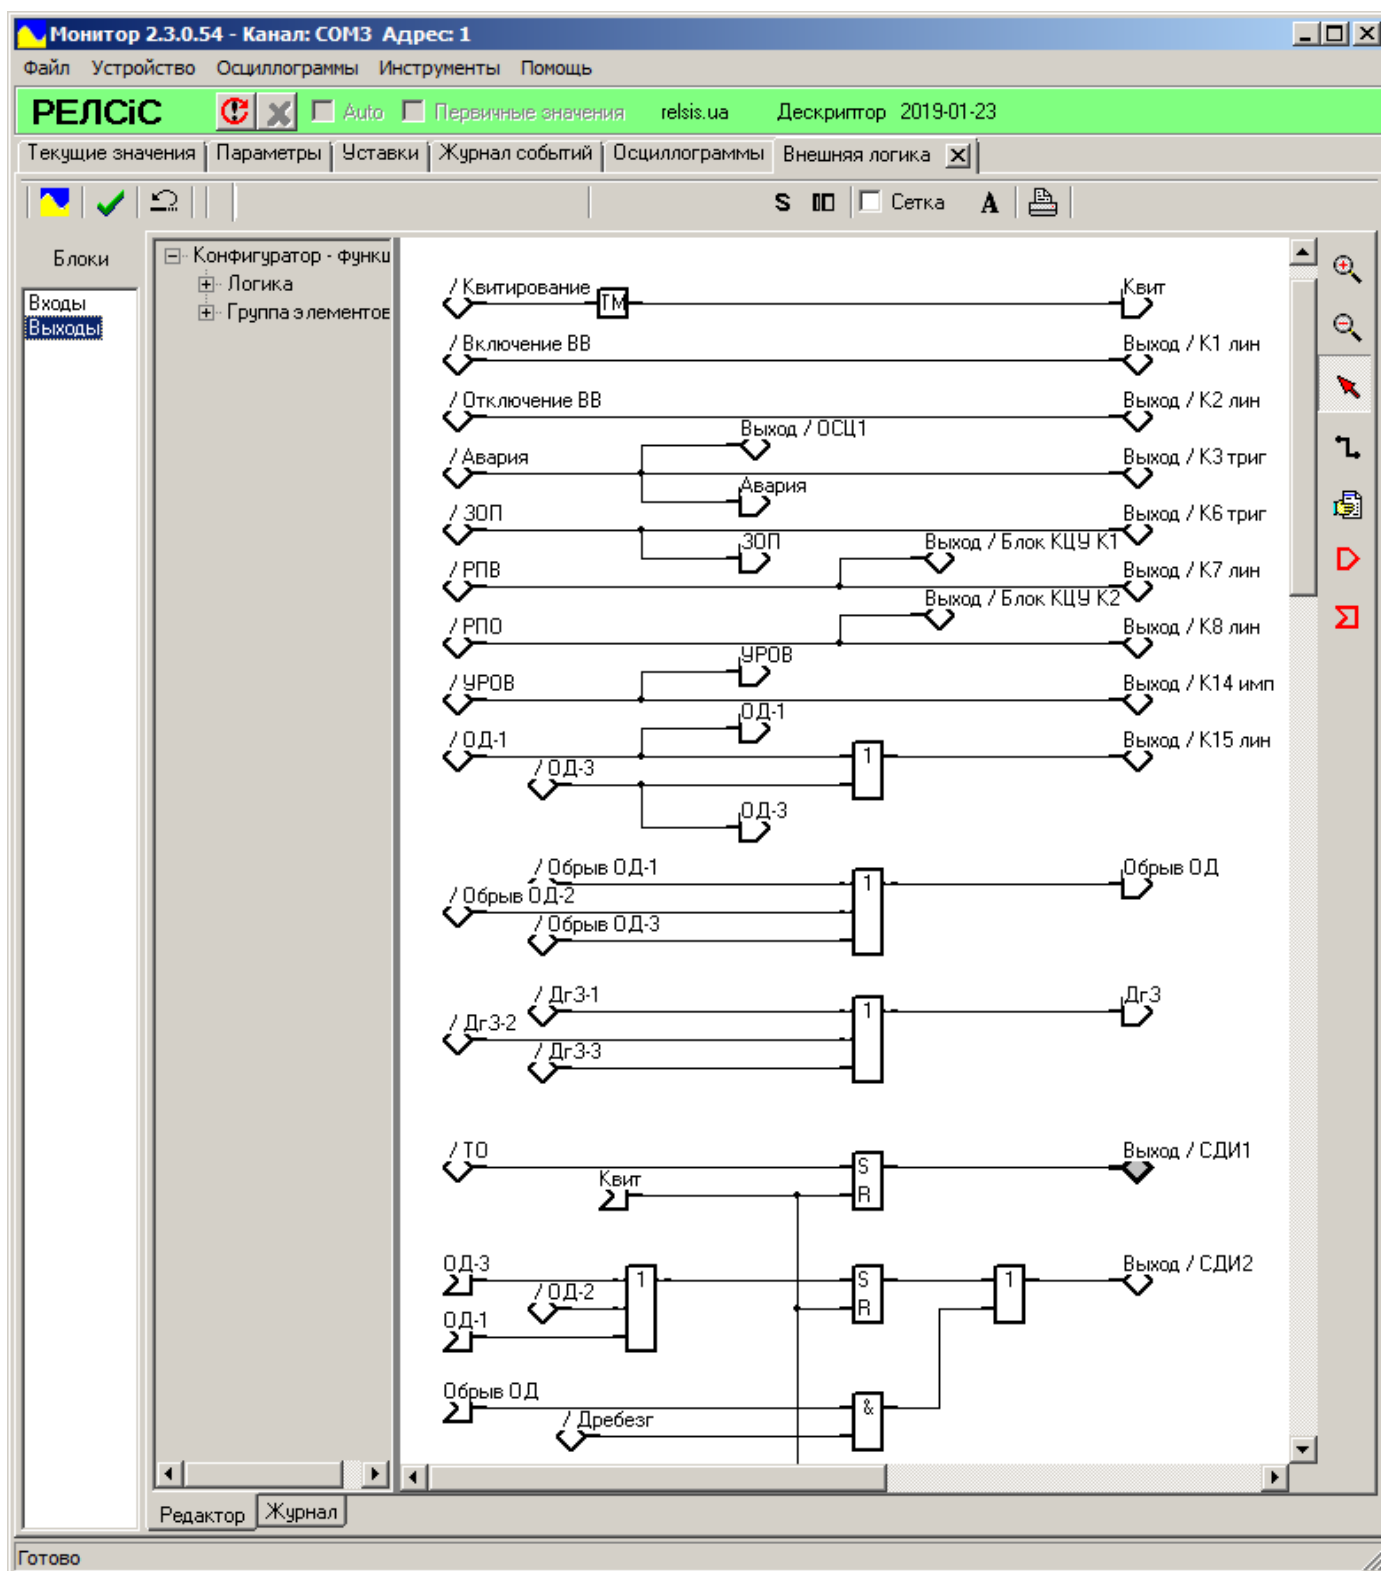 Монитор 2.3.0.54 - Канал: COM3 Адрес: 1
Файл Устройство Осциллограммы Инструменты Помощь
РЕЛСіС Auto Первичные значения relsis.ua Дескриптор 2019-01-23
Текущие значения Параметры Уставки Журнал событий Осциллограммы Внешняя логика
S Сетка A
Блоки
Входы
Выходы
Конфигуратор - функц
Логика
Группа элементов
/ Квитирование TM Квит
/ Включение ВВ Выход / К1 лин
/ Отключение ВВ Выход / К2 лин
Выход / ОСЦ1
/ Авария Выход / К3 триг
Авария
/ ЗОП Выход / К6 триг
ЗОП Выход / Блок КЦУ К1
/ РПВ Выход / К7 лин
Выход / Блок КЦУ К2
/ РПО Выход / К8 лин
УРОВ
/ УРОВ Выход / К14 имп
ОД-1
/ ОД-1 1 Выход / К15 лин
/ ОД-3
ОД-3
/ Обрыв ОД-1 1 Обрыв ОД
/ Обрыв ОД-2
/ Обрыв ОД-3
/ ДгЗ-1 1 ДгЗ
/ ДгЗ-2
/ ДгЗ-3
/ ТО S Выход / СДИ1
Квит R
ОД-3 1 S 1 Выход / СДИ2
/ ОД-2 R
ОД-1
Обрыв ОД &
/ Дребезг
Редактор Журнал
Готово